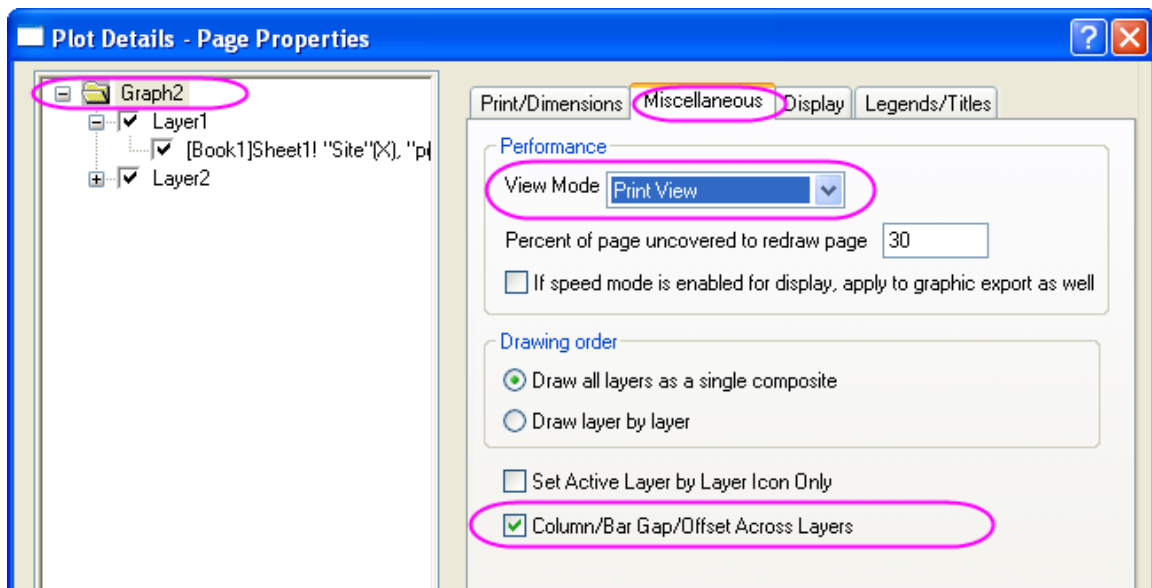 Plot Details - Page Properties
Graph2
Layer1
[Book1]Sheet1! "Site"(X), "p
Layer2
Print/Dimensions Miscellaneous Display Legends/Titles
Performance
View Mode Print View
Percent of page uncovered to redraw page 30
If speed mode is enabled for display, apply to graphic export as well
Drawing order
Draw all layers as a single composite
Draw layer by layer
Set Active Layer by Layer Icon Only
Column/Bar Gap/Offset Across Layers